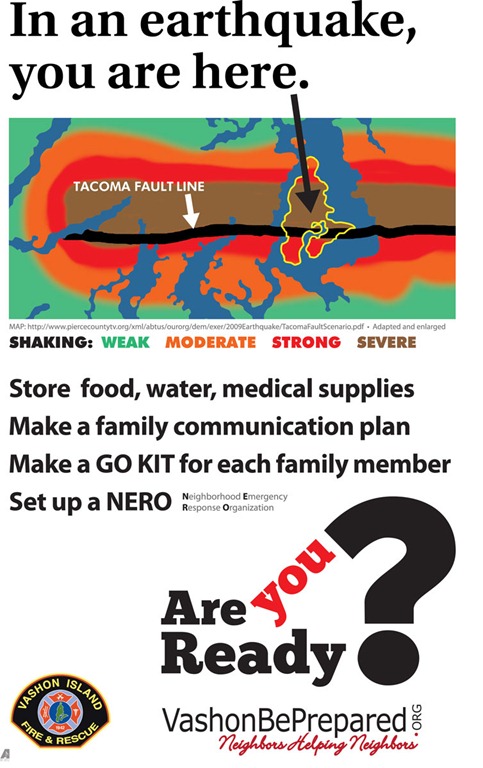 In an earthquake,
you are here.
TACOMA FAULT LINE
MAP: http://www.piercecountytv.org/xml/abtus/ourorg/dem/exer/2009Earthquake/TacomaFaultScenario.pdf • Adapted and enlarged
SHAKING: WEAK MODERATE STRONG SEVERE
Store food, water, medical supplies
Make a family communication plan
Make a GO KIT for each family member
Set up a NERO Neighborhood Emergency
Response Organization
Are you
Ready?
VASHON ISLAND
FIRE & RESCUE
VashonBePrepared.ORG
Neighbors Helping Neighbors